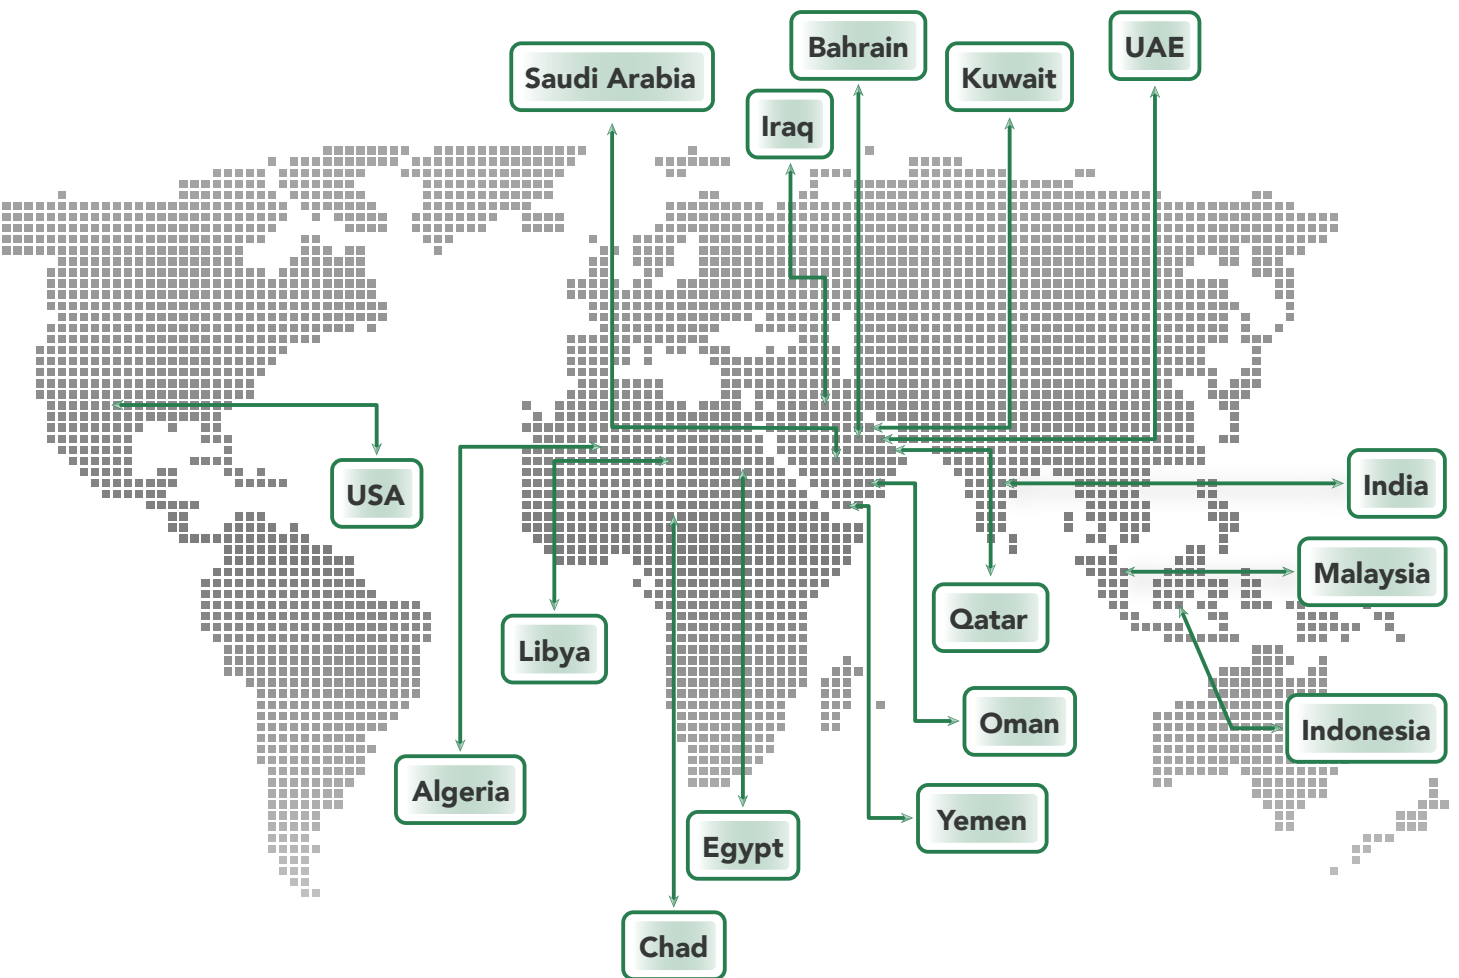 Bahrain
UAE
Saudi Arabia
Kuwait
Iraq
India
USA
Malaysia
Qatar
Libya
Oman
Indonesia
Algeria
Yemen
Egypt
Chad